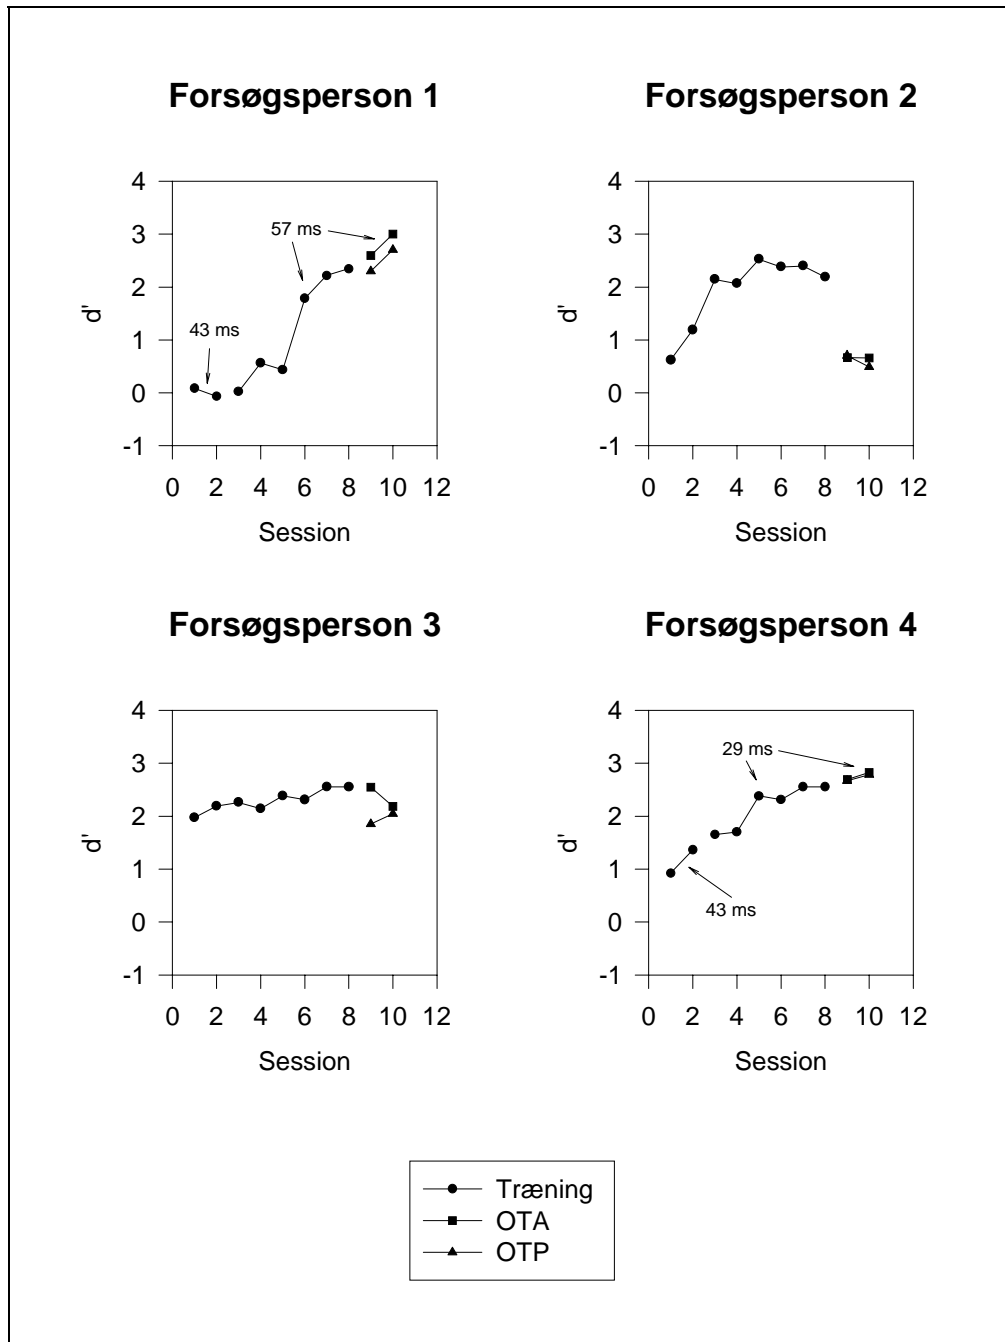 Forsøgsperson 1
4
3
2
1
0
-1
d'
57 ms
43 ms
0 2 4 6 8 10 12
Session
Forsøgsperson 2
4
3
2
1
0
-1
d'
0 2 4 6 8 10 12
Session
Forsøgsperson 3
4
3
2
1
0
-1
d'
0 2 4 6 8 10 12
Session
Forsøgsperson 4
4
3
2
1
0
-1
d'
29 ms
43 ms
0 2 4 6 8 10 12
Session
Træning
OTA
OTP